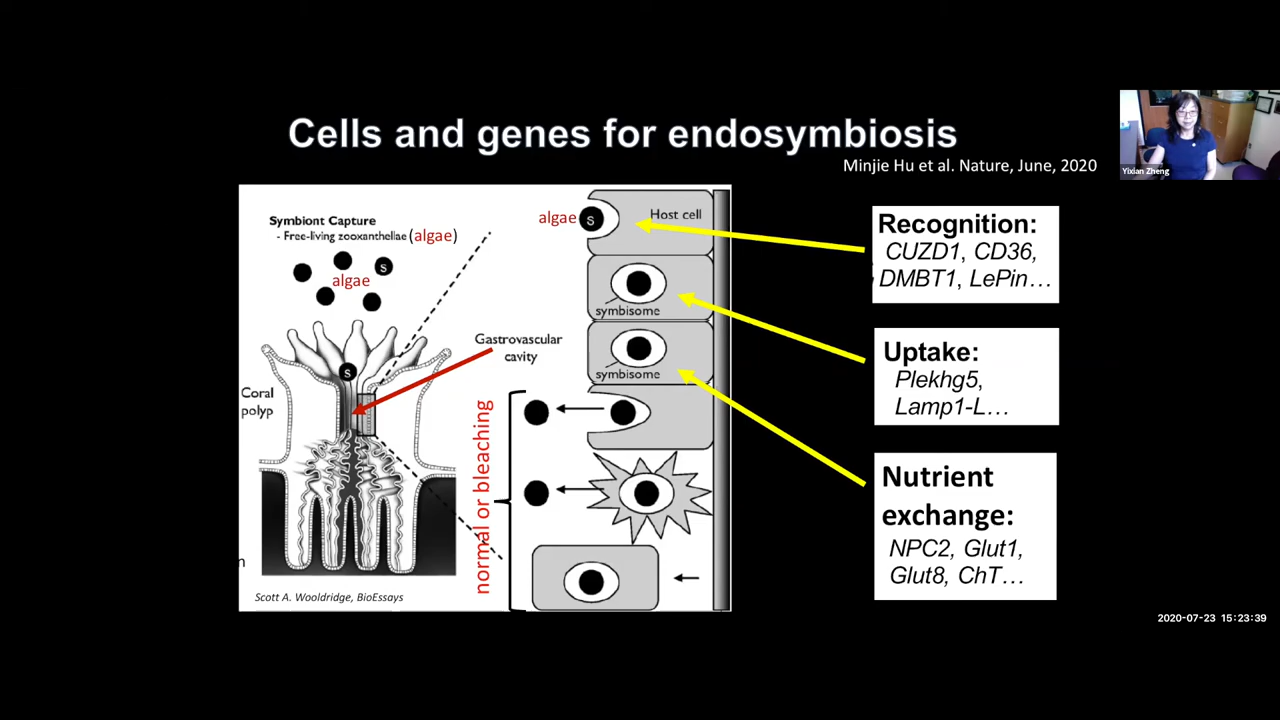 Cells and genes for endosymbiosis
Minjie Hu et al. Nature, June, 2020
Yixian Zheng
Symbiont Capture
- Free-living zooxanthellae (algae)
S
algae
S
Coral
polyp
Gastrovascular
cavity
n
Scott A. Wooldridge, BioEssays
algae
S
Host cell
symbisome
symbisome
normal or bleaching
Recognition:
CUZD1, CD36,
DMBT1, LePin...
Uptake:
Plekhg5,
Lamp1-L...
Nutrient
exchange:
NPC2, Glut1,
Glut8, ChT...
2020-07-23 15:23:39